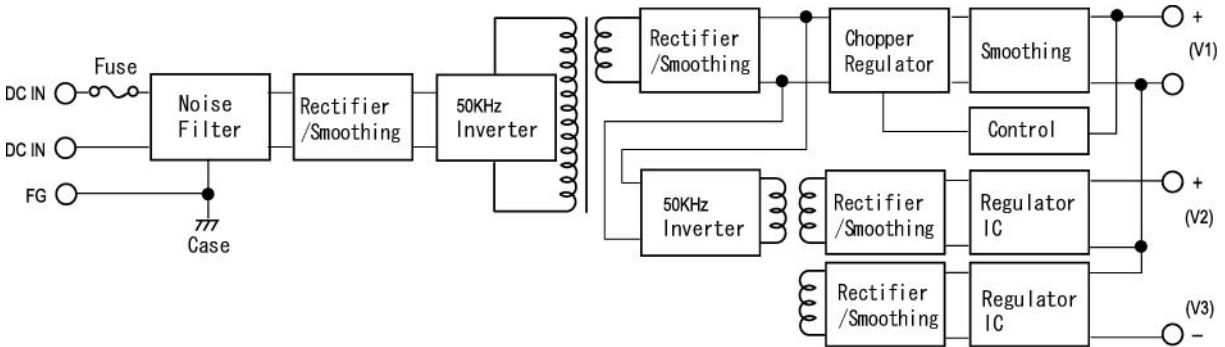 DC IN
Fuse
DC IN
FG
Noise
Filter
Case
Rectifier
/Smoothing
50KHz
Inverter
Rectifier
/Smoothing
Chopper
Regulator
Smoothing
Control
+
(V1)
50KHz
Inverter
Rectifier
/Smoothing
Regulator
IC
+
(V2)
Rectifier
/Smoothing
Regulator
IC
(V3)
−